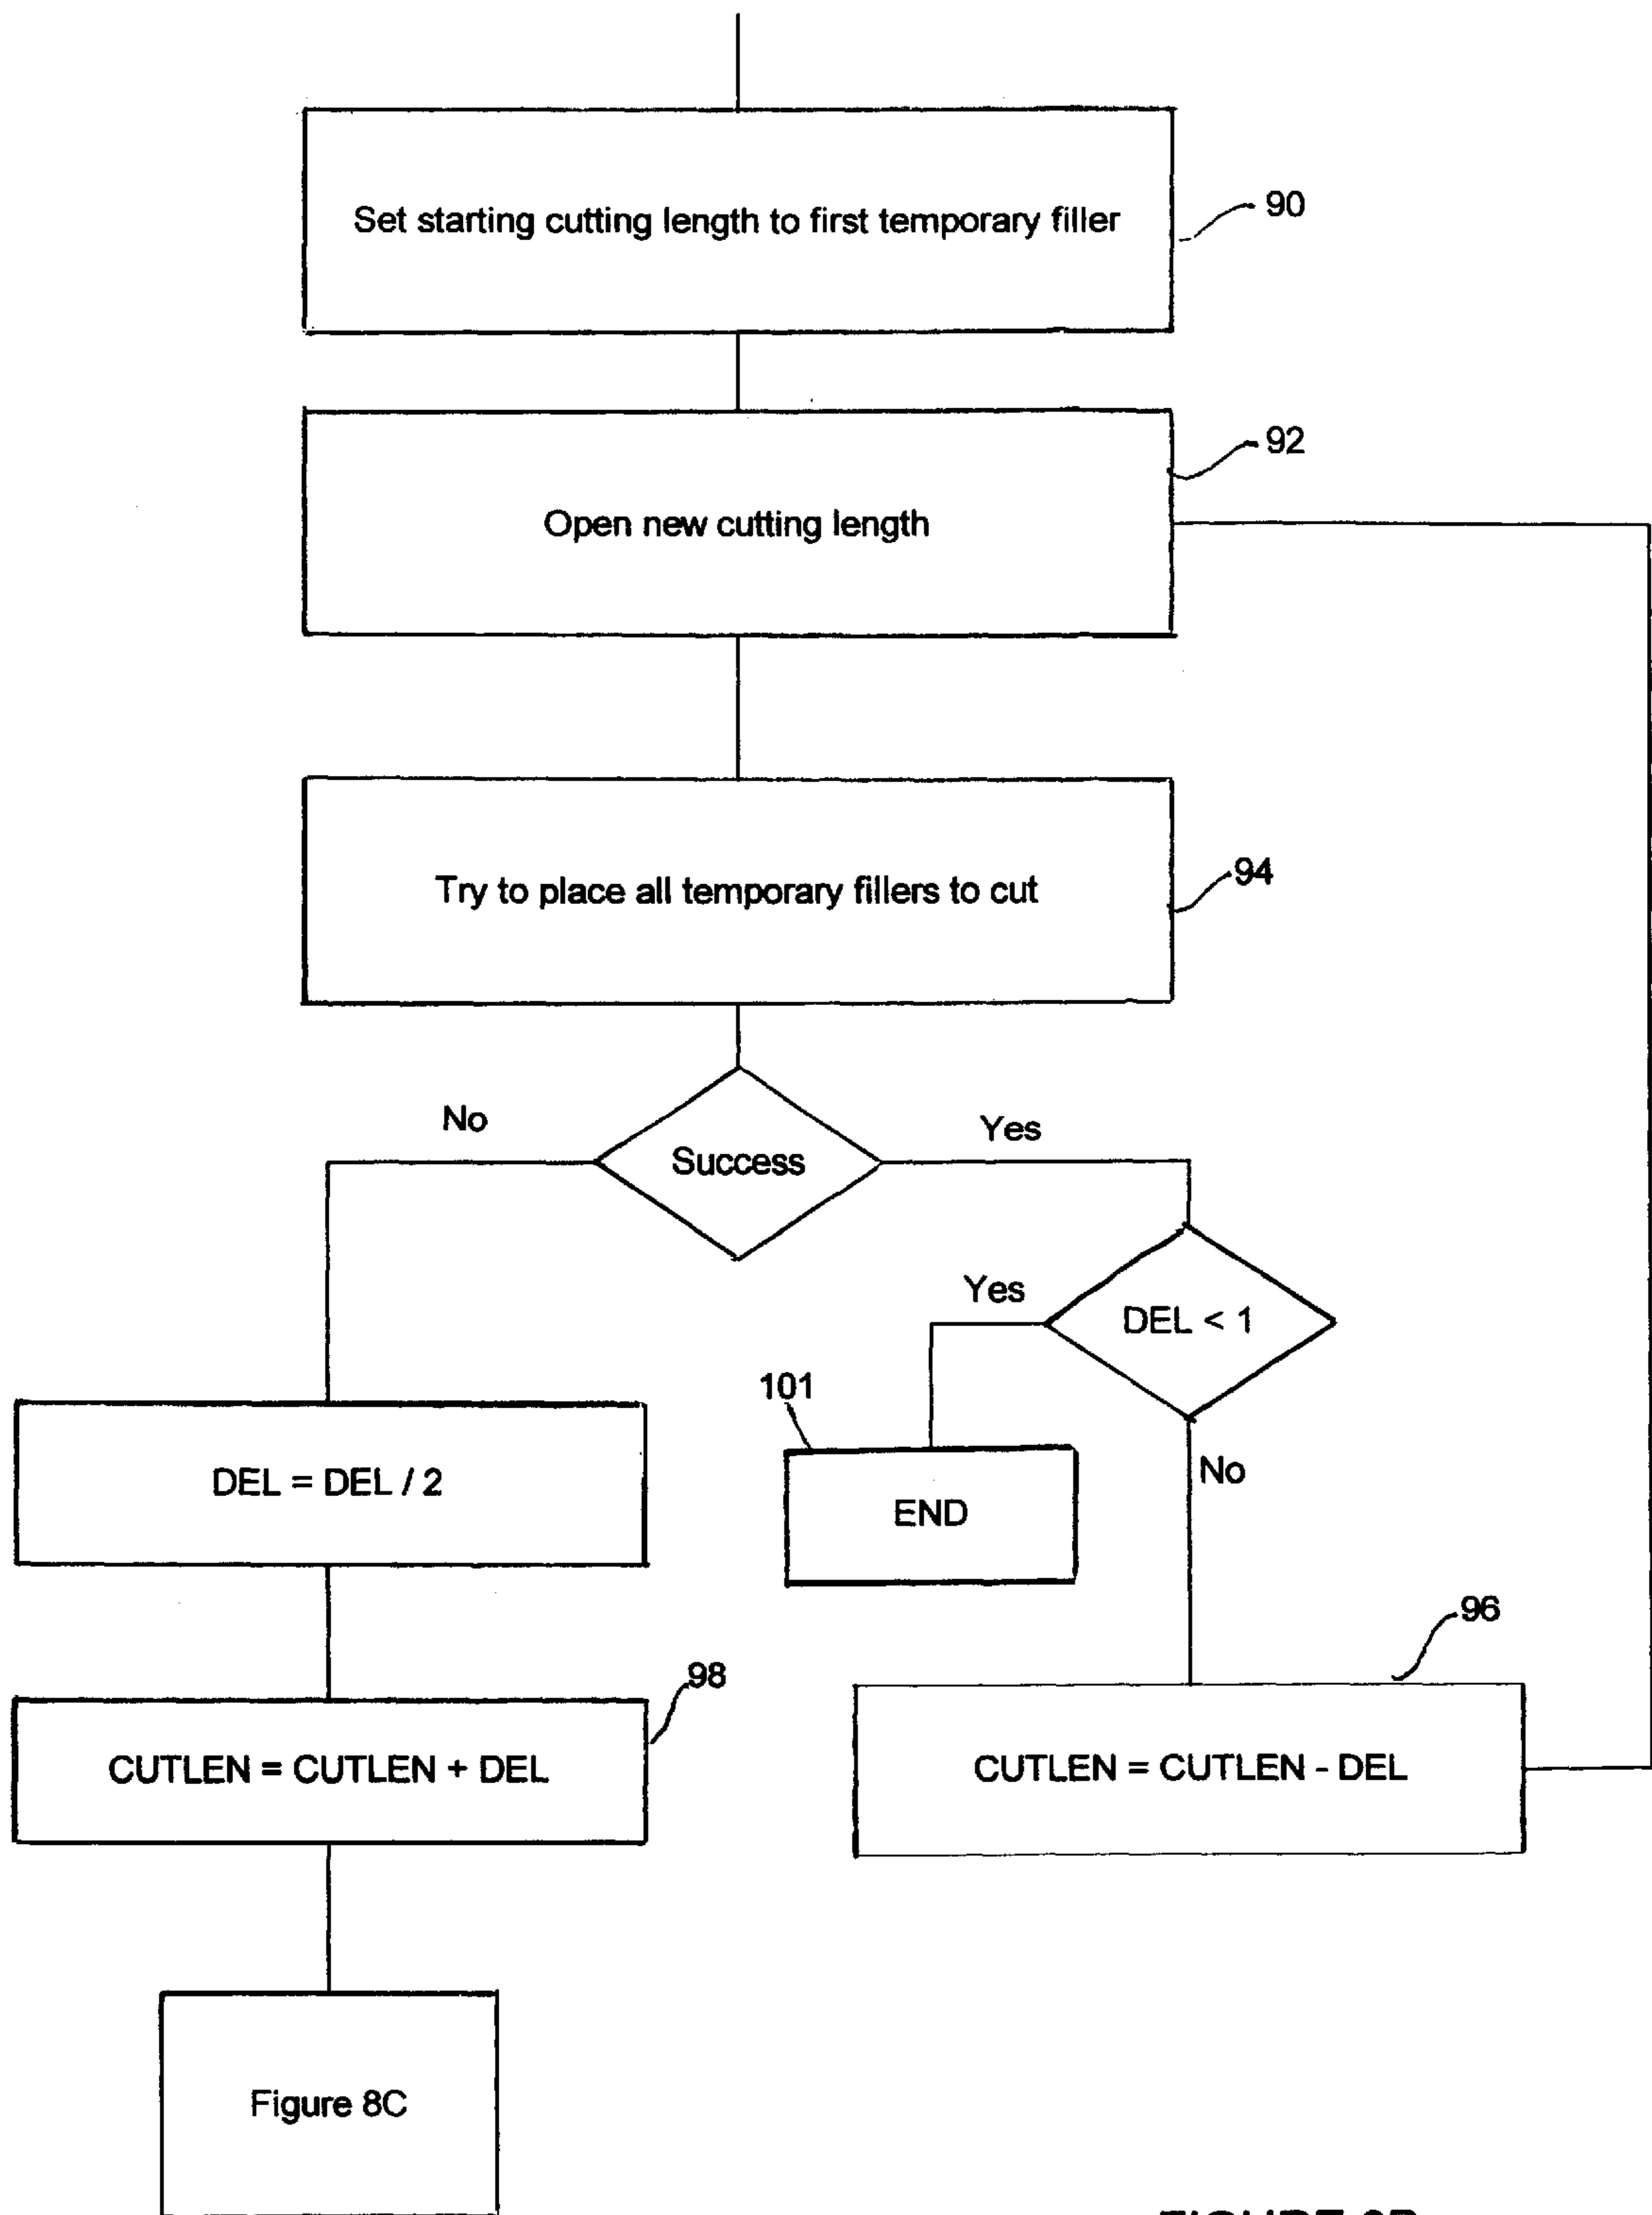 Set starting cutting length to first temporary filler
90
Open new cutting length
92
Try to place all temporary fillers to cut
94
No
Success
Yes
Yes
DEL < 1
101
No
DEL = DEL / 2
END
96
98
CUTLEN = CUTLEN + DEL
CUTLEN = CUTLEN - DEL
Figure 8C